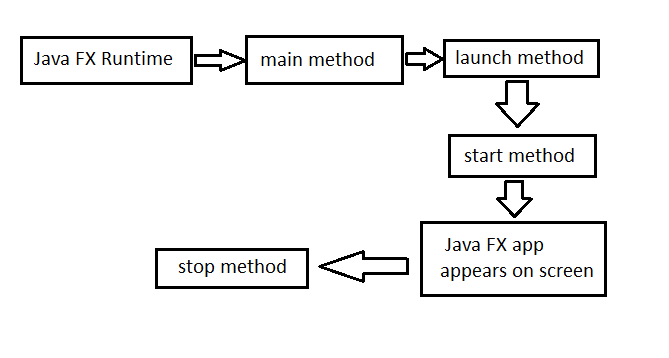 Java FX Runtime
main method
launch method
start method
Java FX app
appears on screen
stop method